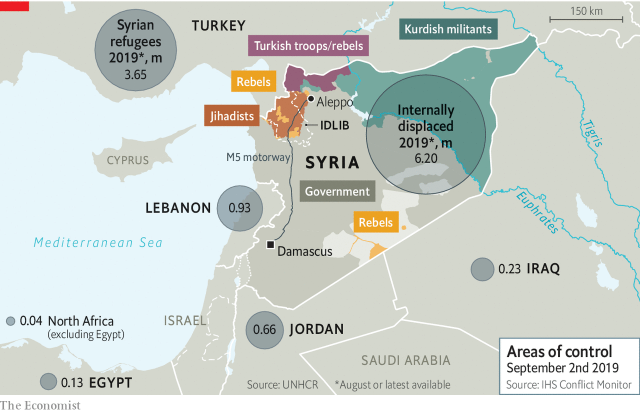 Syrian
refugees
2019*, m
3.65
TURKEY
Kurdish militants
150 km
Turkish troops/rebels
Rebels
Aleppo
Jihadists
IDLIB
Internally
displaced
2019*, m
6.20
Tigris
CYPRUS
M5 motorway
SYRIA
Government
LEBANON
0.93
Euphrates
Rebels
Mediterranean Sea
Damascus
0.23 IRAQ
0.04 North Africa
(excluding Egypt)
ISRAEL
0.66 JORDAN
SAUDI ARABIA
Areas of control
September 2nd 2019
Source: IHS Conflict Monitor
0.13 EGYPT
Source: UNHCR
*August or latest available
The Economist